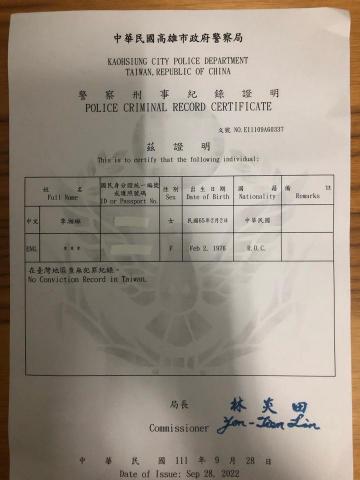 中華民國高雄市政府警察局
KAOHSIUNG CITY POLICE DEPARTMENT
TAIWAN, REPUBLIC OF CHINA
警察刑事紀錄證明
POLICE CRIMINAL RECORD CERTIFICATE
文號 NO.E11109A60337
茲證明
This is to certify that the following individual:
姓名 國民身分證統一編號 性別 出生日期 國籍 備註
或護照號碼
Full Name ID or Passport No. Sex Date of Birth Nationality Remarks
中文 李 女 民國65年2月2日 中華民國
ENG * * * F Feb 2, 1976 R.O.C.
在臺灣地區查無犯罪紀錄。
No Conviction Record in Taiwan.
局長 林炎田
Commissioner Yen-Tien Lin
中華民國 111 年 9 月 28 日
Date of Issue: Sep 28, 2022